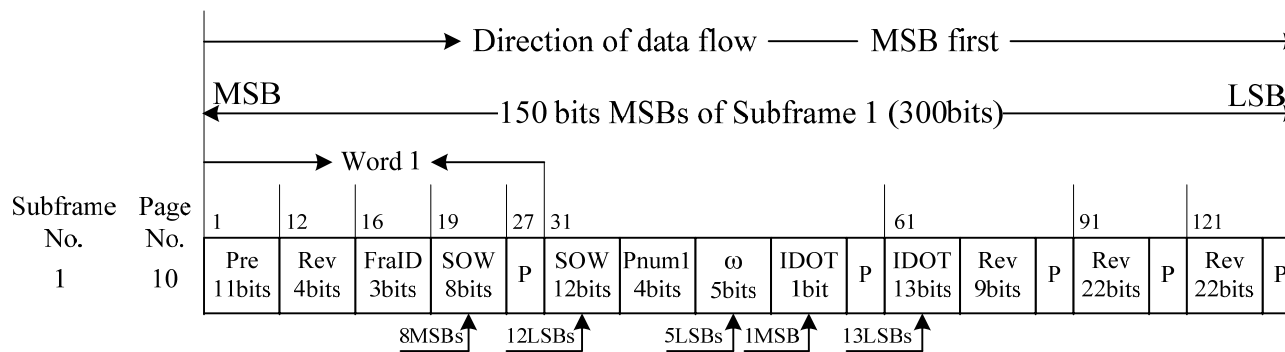 Direction of data flow MSB first
MSB 150 bits MSBs of Subframe 1 (300bits) LSB
Word 1
Subframe No. 1
Page No. 10
1 12 16 19 27 31 61 91 121
Pre 11bits
Rev 4bits
FraID 3bits
SOW 8bits
P
SOW 12bits
Pnum1 4bits
ω 5bits
IDOT 1bit
P
IDOT 13bits
Rev 9bits
P
Rev 22bits
P
Rev 22bits
P
8MSBs 12LSBs 5LSBs 1MSB 13LSBs